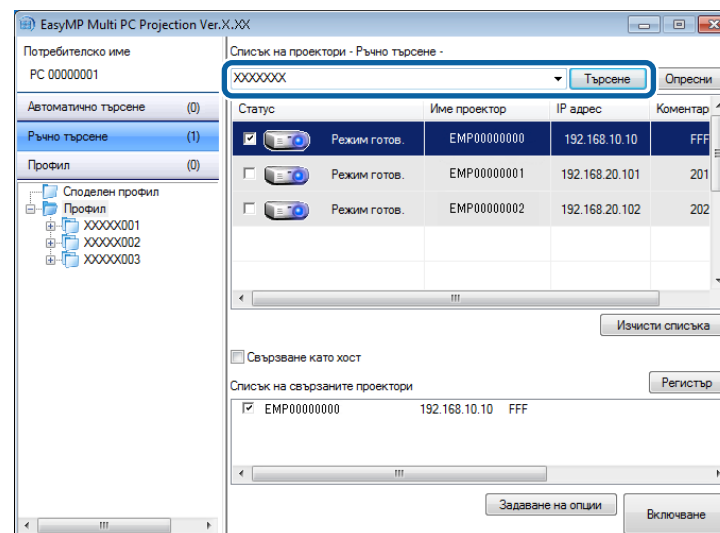 EasyMP Multi PC Projection Ver.X.XX
Потребителско име
PC 00000001
Автоматично търсене (0)
Ръчно търсене (1)
Профил (0)
Споделен профил
Профил
XXXXX001
XXXXX002
XXXXX003
Списък на проектори - Ръчно търсене -
XXXXXXX Търсене Опресни
Статус Име проектор IP адрес Коментар
Режим готов. EMP00000000 192.168.10.10 FFF
Режим готов. EMP00000001 192.168.20.101 201
Режим готов. EMP00000002 192.168.20.102 202
Изчисти списъка
Свързване като хост
Списък на свързаните проектори Регистър
EMP00000000 192.168.10.10 FFF
Задаване на опции Включване